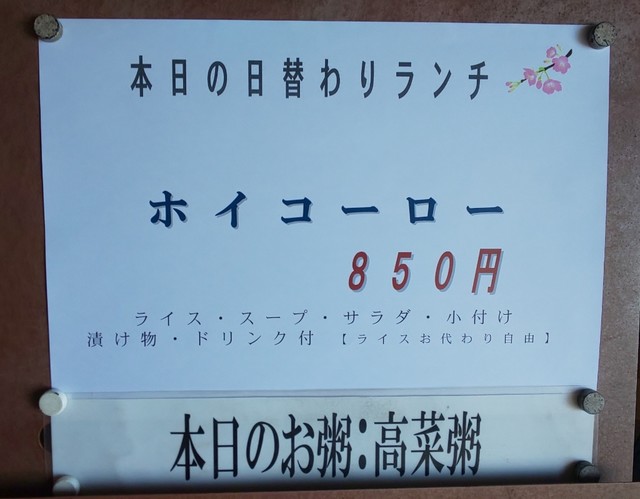 本日の日替わりランチ
ホイコーロー
850円
ライス・スープ・サラダ・小付け
漬け物・ドリンク付 【ライスお代わり自由】
本日のお粥:高菜粥